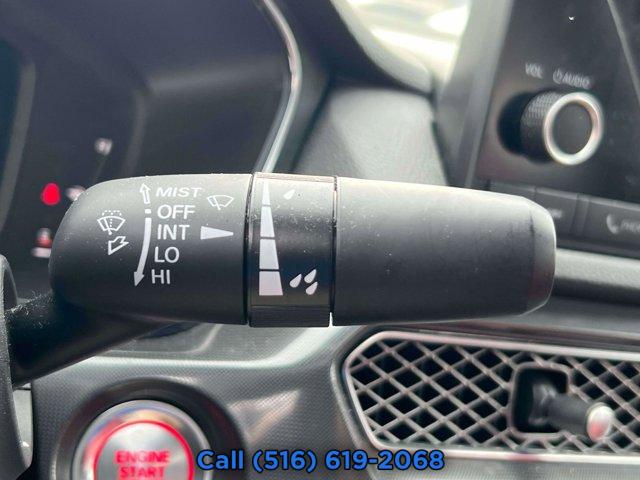 VOL AUDIO
MIST
OFF
INT
LO
HI
ENGINE
START
Call (516) 619-2068